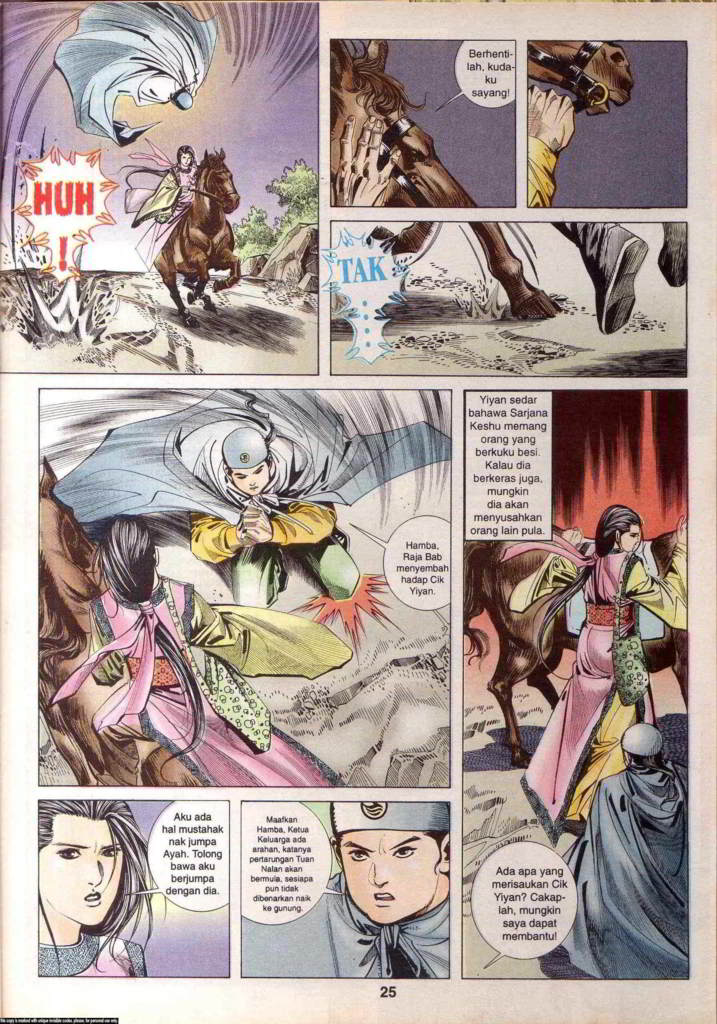 HUH
!
Berhenti-
lah, kuda-
ku
sayang!
TAK
:
:
Hamba,
Raja Bab
menyembah
hadap Cik
Yiyan.
Yiyan sedar
bahawa Sarjana
Keshu memang
orang yang
berkuku besi.
Kalau dia
berkeras juga,
mungkin
dia akan
menyusahkan
orang lain pula.
Aku ada
hal mustahak
nak jumpa
Ayah. Tolong
bawa aku
berjumpa
dengan dia.
Maafkan
Hamba, Ketua
Keluarga ada
arahan, katanya
pertarungan Tuan
Nalan akan
bermula, sesiapa
pun tidak
dibenarkan naik
ke gunung.
Ada apa yang
merisaukan Cik
Yiyan? Cakap-
lah, mungkin
saya dapat
membantu!
25